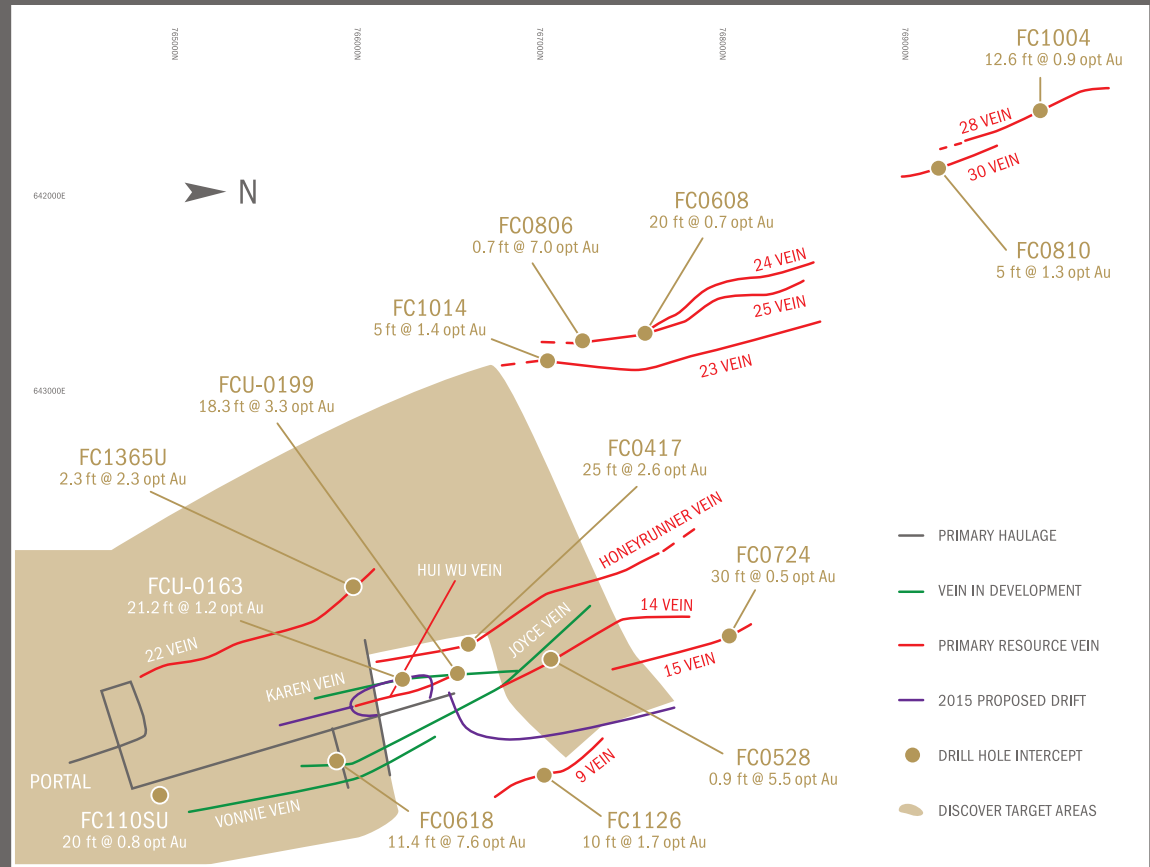 765000N
766000N
767000N
768000N
769000N
FC1004
12.6 ft @ 0.9 opt Au
28 VEIN
30 VEIN
642000E
N
FC0608
20 ft @ 0.7 opt Au
FC0806
0.7 ft @ 7.0 opt Au
FC0810
5 ft @ 1.3 opt Au
24 VEIN
25 VEIN
FC1014
5 ft @ 1.4 opt Au
23 VEIN
643000E
FCU-0199
18.3 ft @ 3.3 opt Au
FC1365U
2.3 ft @ 2.3 opt Au
FC0417
25 ft @ 2.6 opt Au
HONEYRUNNER VEIN
PRIMARY HAULAGE
FC0724
30 ft @ 0.5 opt Au
HUI WU VEIN
FCU-0163
21.2 ft @ 1.2 opt Au
VEIN IN DEVELOPMENT
14 VEIN
JOYCE VEIN
22 VEIN
PRIMARY RESOURCE VEIN
15 VEIN
KAREN VEIN
2015 PROPOSED DRIFT
DRILL HOLE INTERCEPT
FC0528
0.9 ft @ 5.5 opt Au
9 VEIN
PORTAL
DISCOVER TARGET AREAS
VONNIE VEIN
FC110SU
20 ft @ 0.8 opt Au
FC0618
11.4 ft @ 7.6 opt Au
FC1126
10 ft @ 1.7 opt Au